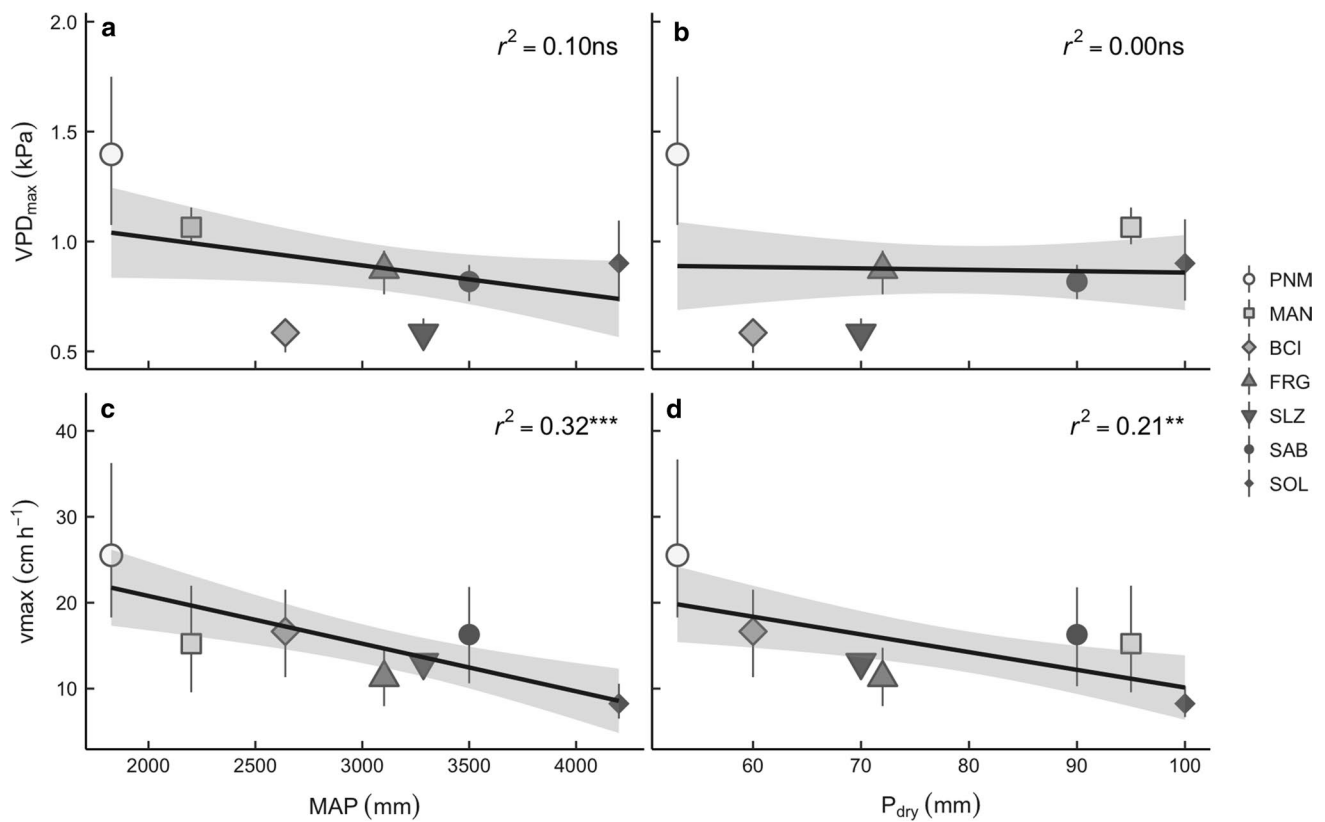 a
r² = 0.10ns
b
r² = 0.00ns
VPDmax (kPa)
2.0
1.5
1.0
0.5
c
r² = 0.32***
d
r² = 0.21**
vmax (cm h⁻¹)
40
30
20
10
2000 2500 3000 3500 4000
60 70 80 90 100
MAP (mm)
Pdry (mm)
PNM
MAN
BCI
FRG
SLZ
SAB
SOL